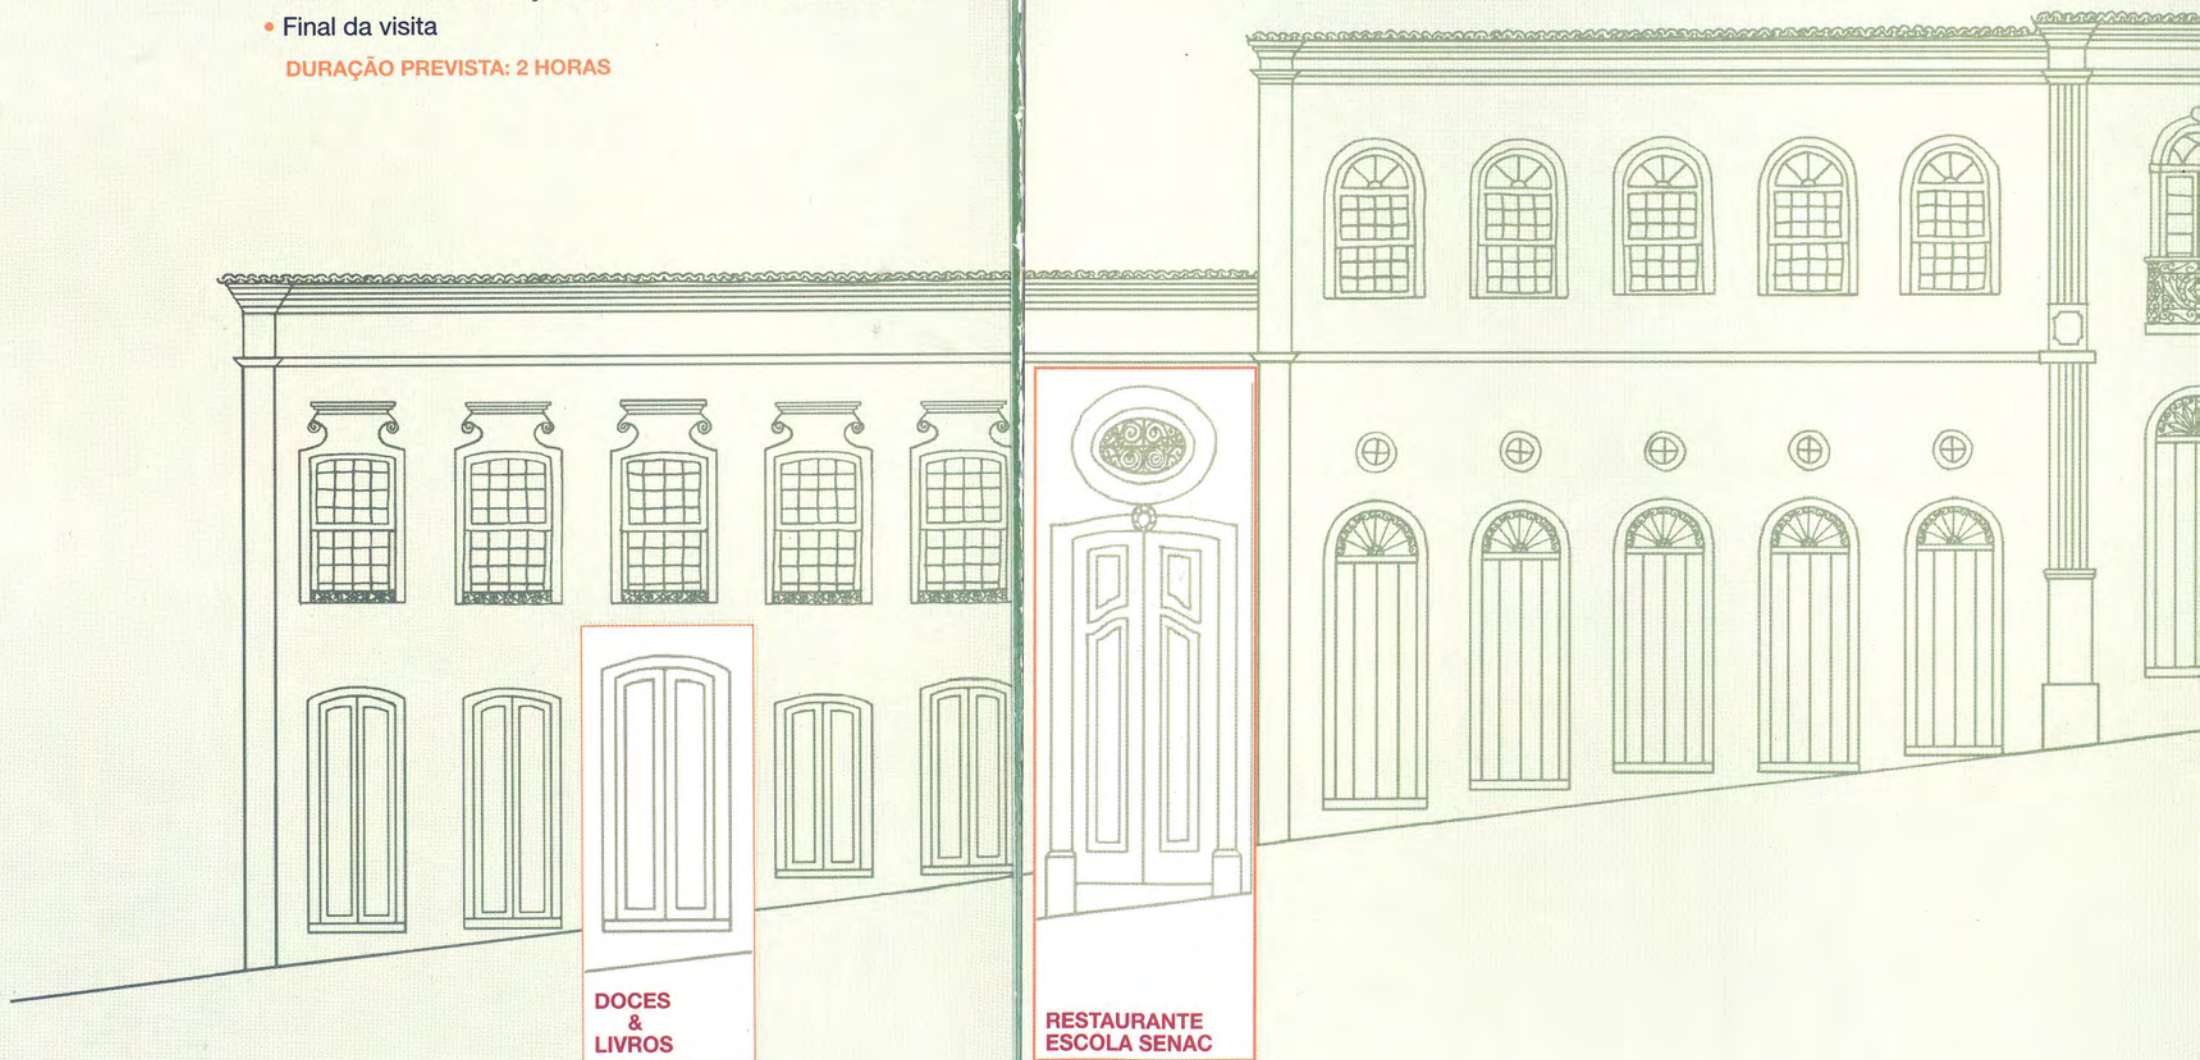 • Final da visita
DURAÇÃO PREVISTA: 2 HORAS
DOCES
&
LIVROS
RESTAURANTE
ESCOLA SENAC